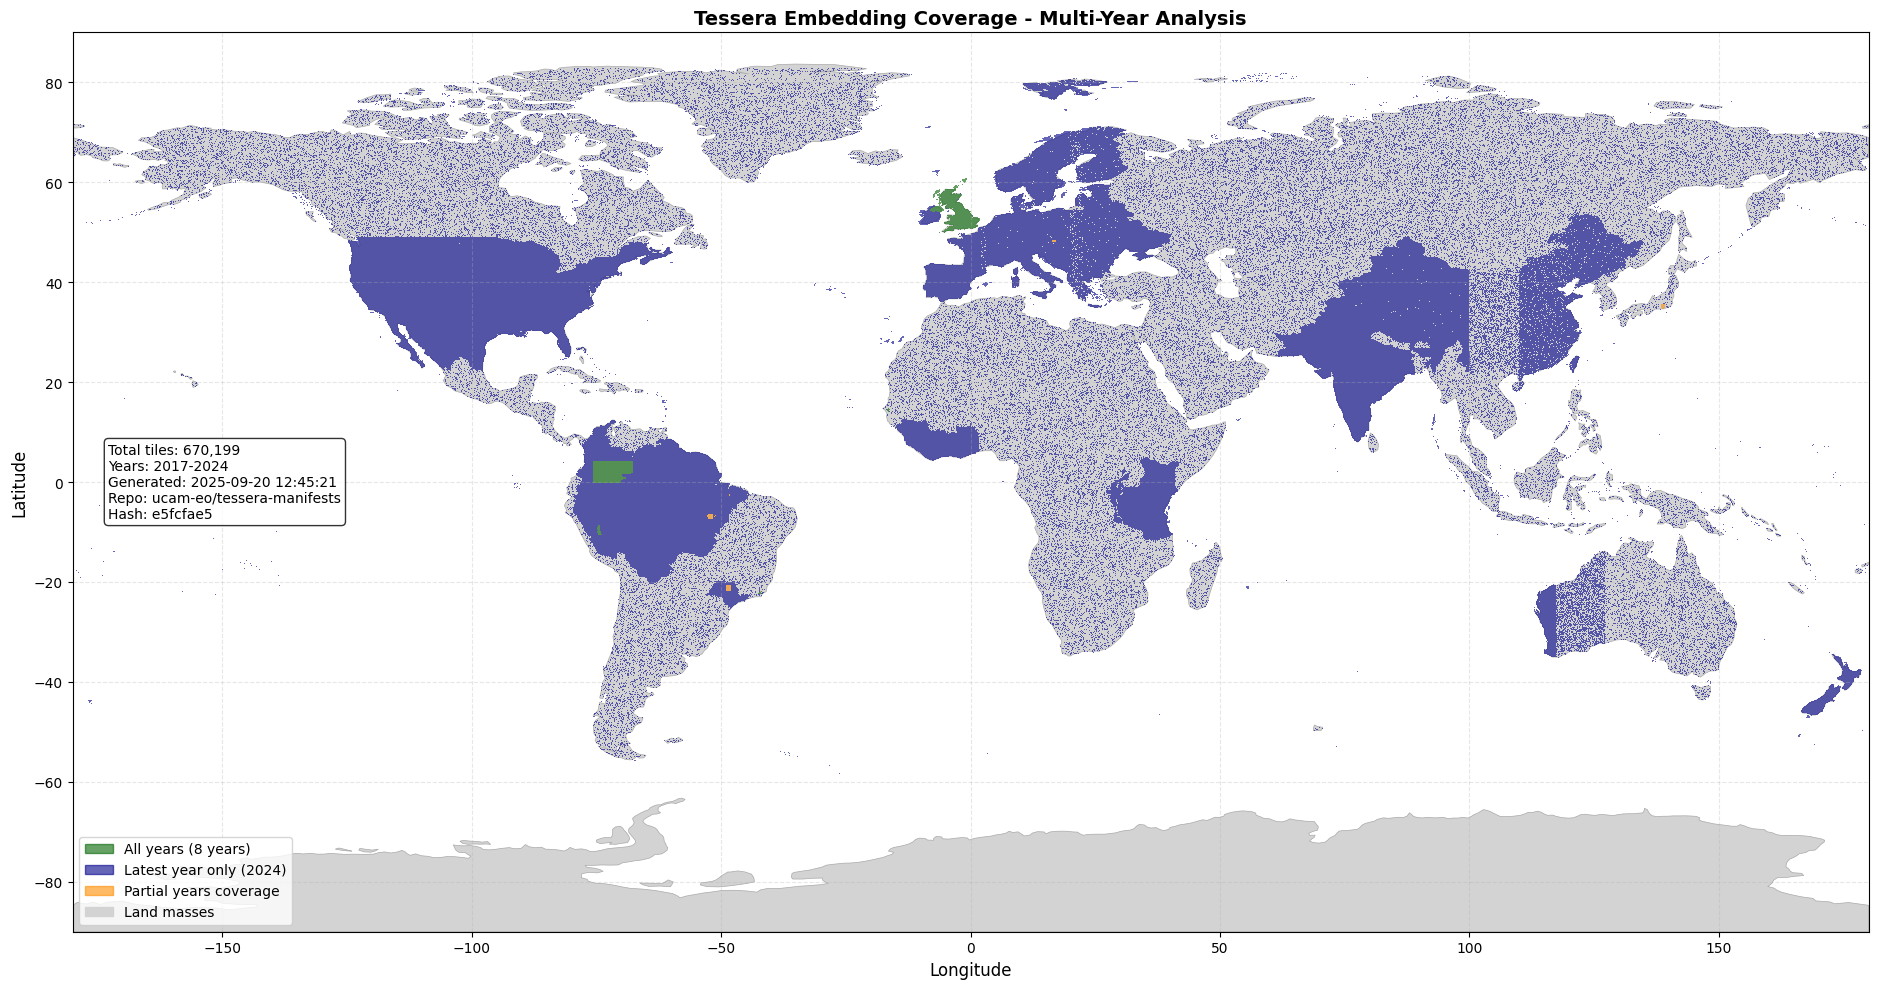 Tessera Embedding Coverage - Multi-Year Analysis
80
60
40
20
0
−20
−40
−60
−80
Latitude
Total tiles: 670,199
Years: 2017-2024
Generated: 2025-09-20 12:45:21
Repo: ucam-eo/tessera-manifests
Hash: e5fcfae5
All years (8 years)
Latest year only (2024)
Partial years coverage
Land masses
−150 −100 −50 0 50 100 150
Longitude